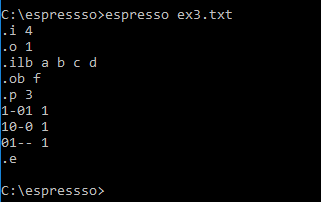 C:\espressso>espresso ex3.txt
.i 4
.o 1
.ilb a b c d
.ob f
.p 3
1-01 1
10-0 1
01-- 1
.e
C:\espressso>